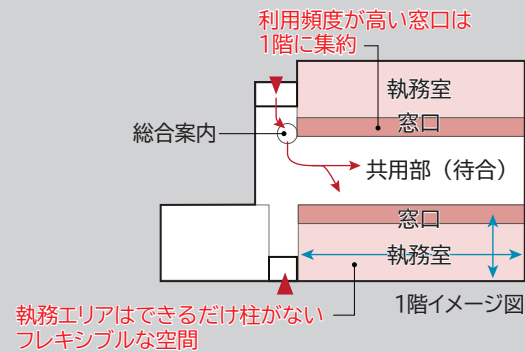 利用頻度が高い窓口は
1階に集約
執務室
窓口
総合案内
共用部（待合）
窓口
執務室
1階イメージ図
執務エリアはできるだけ柱がない
フレキシブルな空間